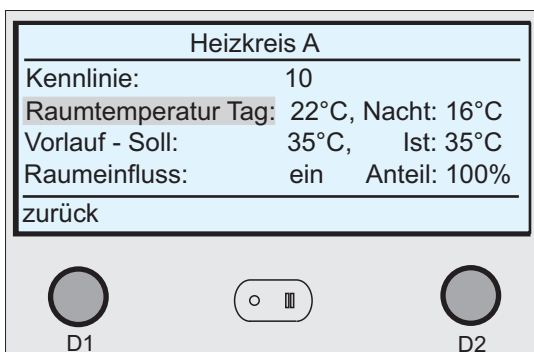 Heizkreis A
Kennlinie: 10
Raumtemperatur Tag: 22°C, Nacht: 16°C
Vorlauf - Soll: 35°C, Ist: 35°C
Raumeinfluss: ein Anteil: 100%
zurück
D1 D2